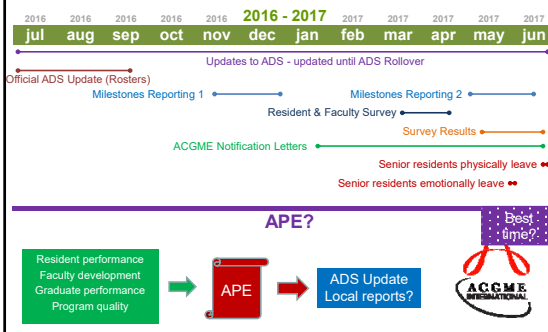 2016 2016 2016 2016 2016 2016 2016 - 2017 2017 2017 2017 2017 2017
jul aug sep oct nov dec jan feb mar apr may jun
Updates to ADS - updated until ADS Rollover
Official ADS Update (Rosters)
Milestones Reporting 1 Milestones Reporting 2
Resident & Faculty Survey
Survey Results
ACGME Notification Letters
Senior residents physically leave
Senior residents emotionally leave
APE?
Best
time?
Resident performance
Faculty development
Graduate performance
Program quality
APE
ADS Update
Local reports?
ACGME
INTERNATIONAL